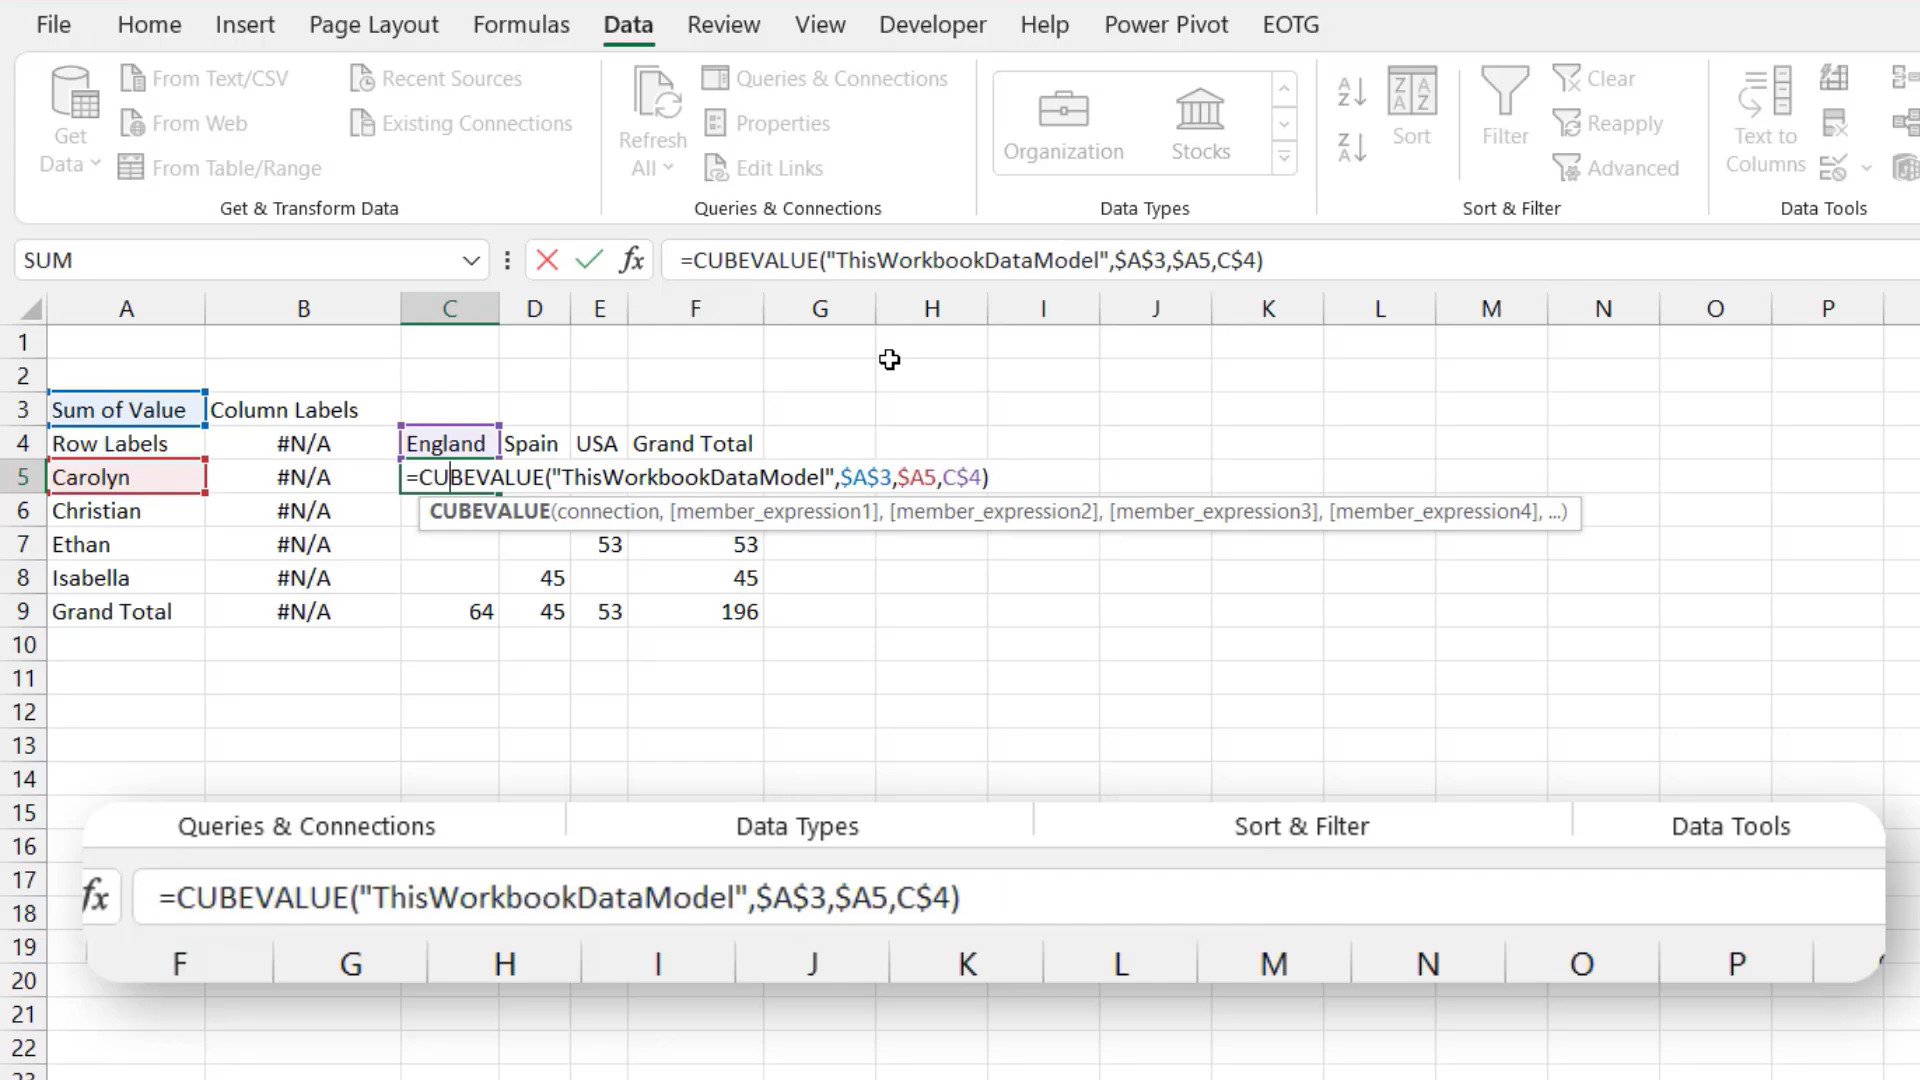 File Home Insert Page Layout Formulas Data Review View Developer Help Power Pivot EOTG
Get Data
From Text/CSV
From Web
From Table/Range
Recent Sources
Existing Connections
Get & Transform Data
Refresh All
Queries & Connections
Properties
Edit Links
Queries & Connections
Organization
Stocks
Data Types
Sort
Filter
Clear
Reapply
Advanced
Sort & Filter
Text to Columns
Data Tools
SUM fx =CUBEVALUE("ThisWorkbookDataModel",$A$3,$A5,C$4)
A B C D E F G H I J K L M N O P
1
2
3 Sum of Value Column Labels
4 Row Labels #N/A England Spain USA Grand Total
5 Carolyn #N/A =CUBEVALUE("ThisWorkbookDataModel",$A$3,$A5,C$4)
6 Christian #N/A CUBEVALUE(connection, [member_expression1], [member_expression2], [member_expression3], [member_expression4], ...)
7 Ethan #N/A 53 53
8 Isabella #N/A 45 45
9 Grand Total #N/A 64 45 53 196
10
11
12
13
14
15
16
17
18
19
20
21
22
23
Queries & Connections Data Types Sort & Filter Data Tools
fx =CUBEVALUE("ThisWorkbookDataModel",$A$3,$A5,C$4)
F G H I J K L M N O P